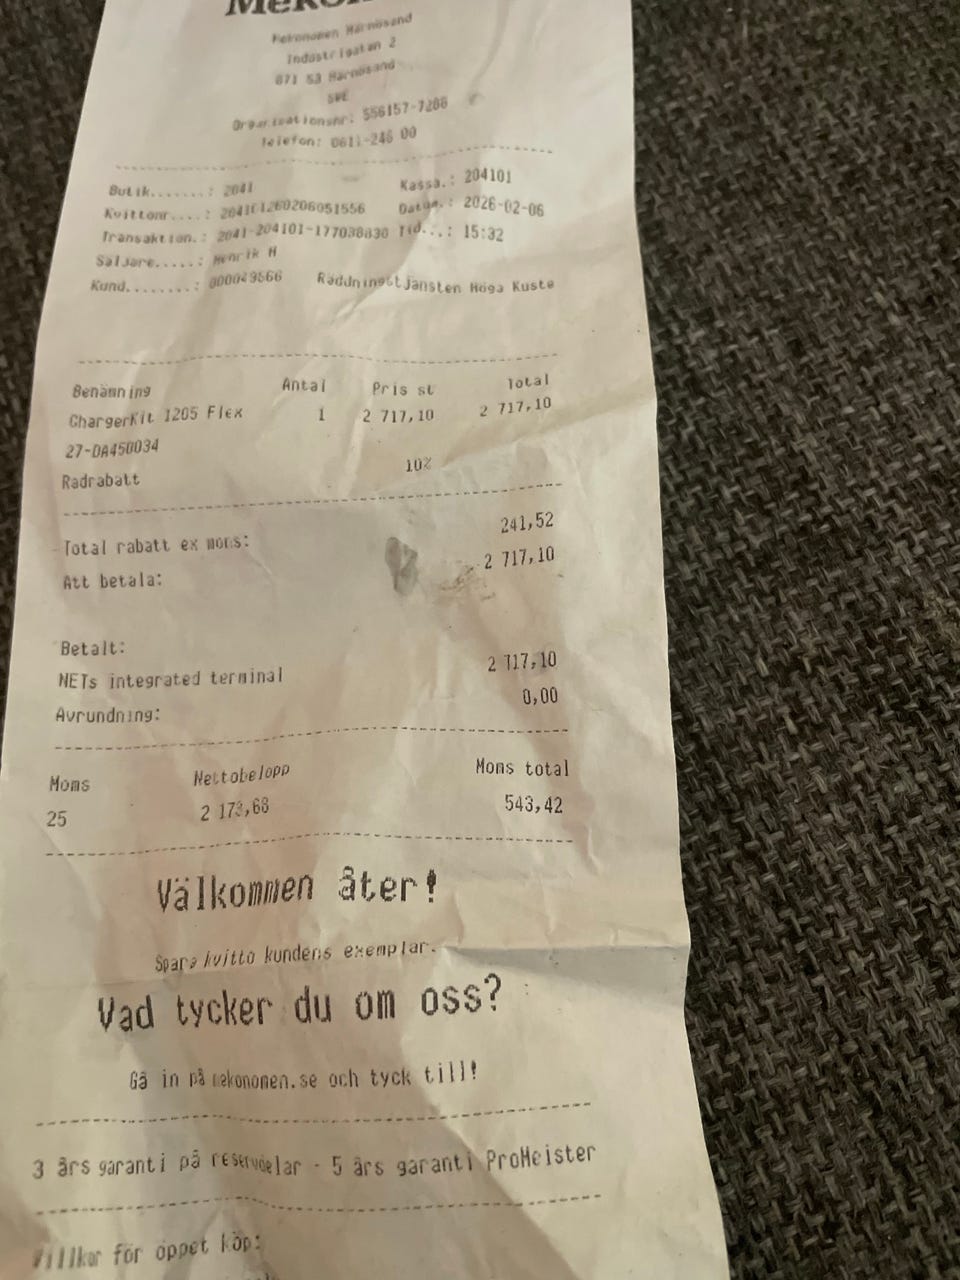 Mekonomen Härnösand
Industrigatan 2
871 53 Härnösand
SWE
Organisationsnr: 556157-7288
Telefon: 0611-246 00
Butik.......: 2041 Kassa.: 204101
Kvittonr....: Datum.: 2026-02-06
Transaktion.: 2041-204101-177038830 Tid...: 15:32
Säljare.....: Henrik H
Kund........: 000049566 Räddningstjänsten Höga Kuste
Benämning Antal Pris st Total
ChargerKit 1205 Flex 1 2 717,10 2 717,10
27-DA450034
Radrabatt 10%
Total rabatt ex moms: 241,52
Att betala: 2 717,10
Betalt:
NETs integrated terminal 2 717,10
Avrundning: 0,00
Moms Nettobelopp Moms total
25 2 173,68 543,42
Välkommen åter!
Spara kvitto kundens exemplar.
Vad tycker du om oss?
Gå in på mekonomen.se och tyck till!
3 års garanti på reservdelar - 5 års garanti ProMeister
Villkor för öppet köp: